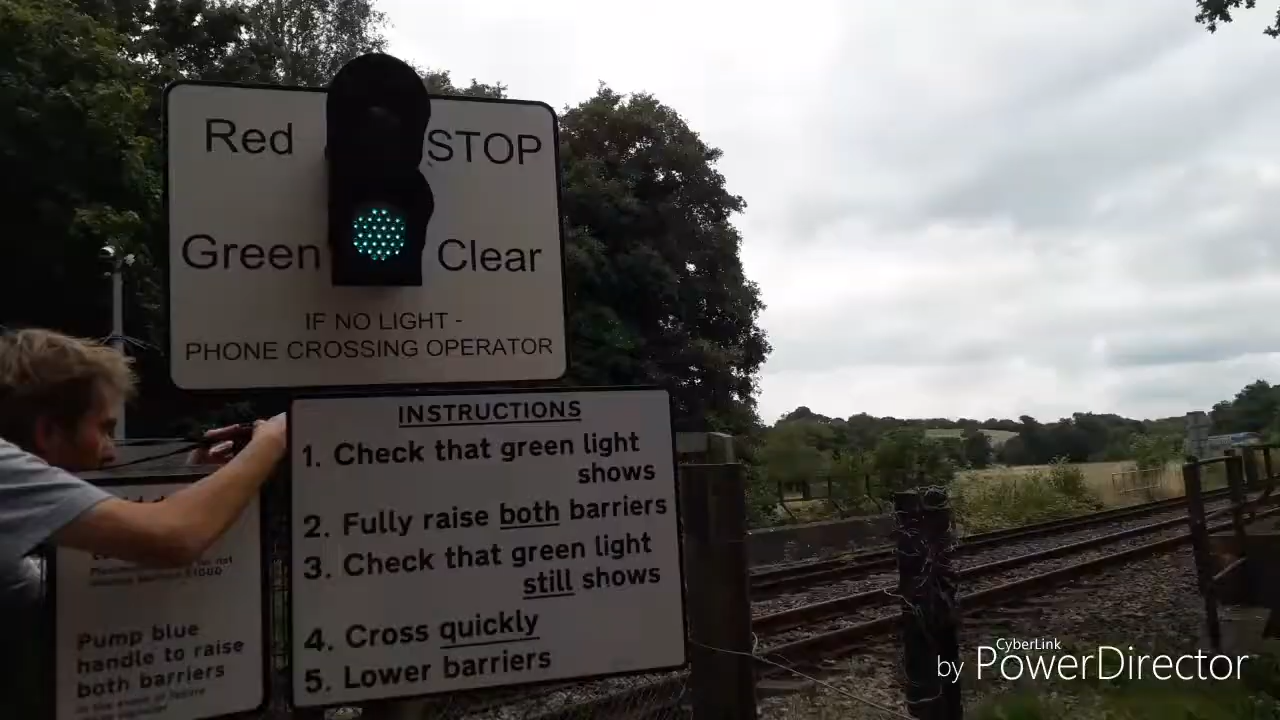 Red STOP
Green Clear
IF NO LIGHT -
PHONE CROSSING OPERATOR
INSTRUCTIONS
1. Check that green light
shows
2. Fully raise both barriers
3. Check that green light
still shows
4. Cross quickly
5. Lower barriers
£1000
Pump blue
handle to raise
both barriers
CyberLink
by PowerDirector